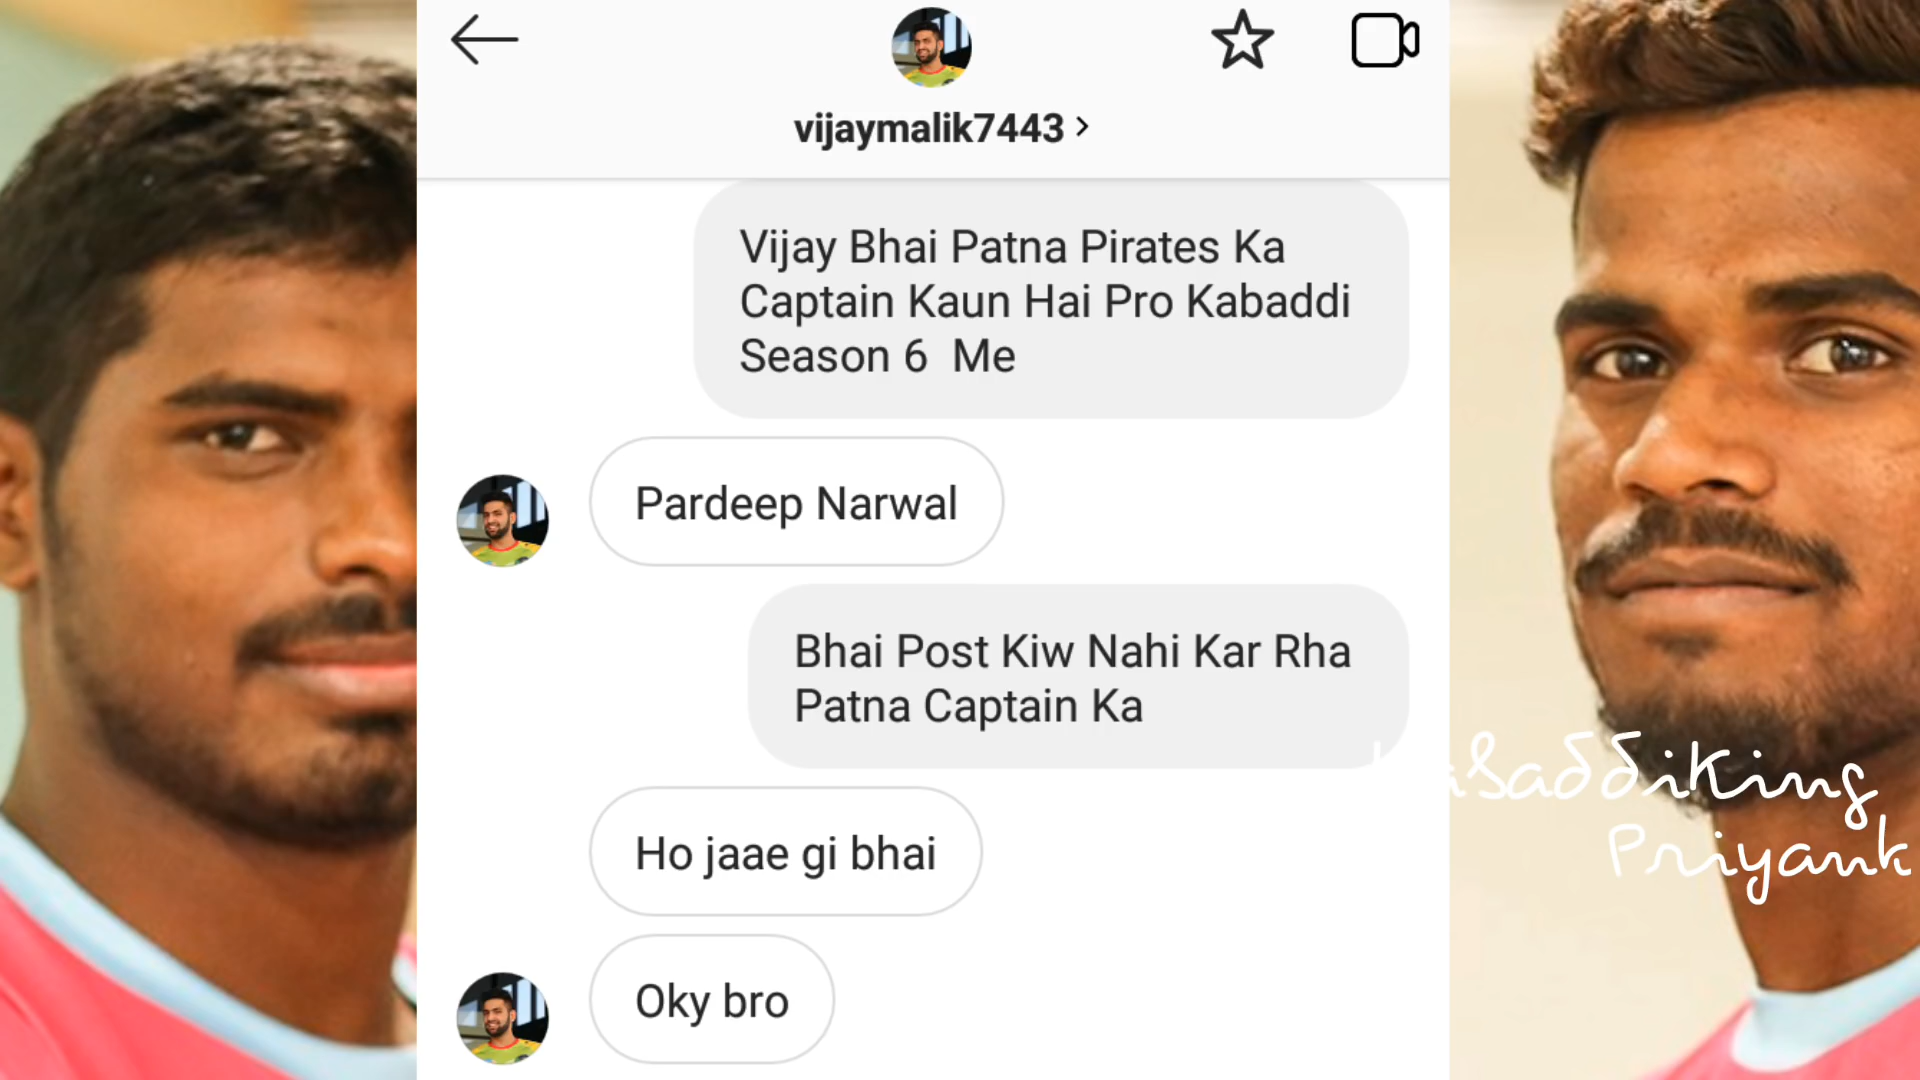 vijaymalik7443
Vijay Bhai Patna Pirates Ka
Captain Kaun Hai Pro Kabaddi
Season 6 Me
Pardeep Narwal
Bhai Post Kiw Nahi Kar Rha
Patna Captain Ka
Ho jaae gi bhai
Oky bro
KabaddiKing
Priyank